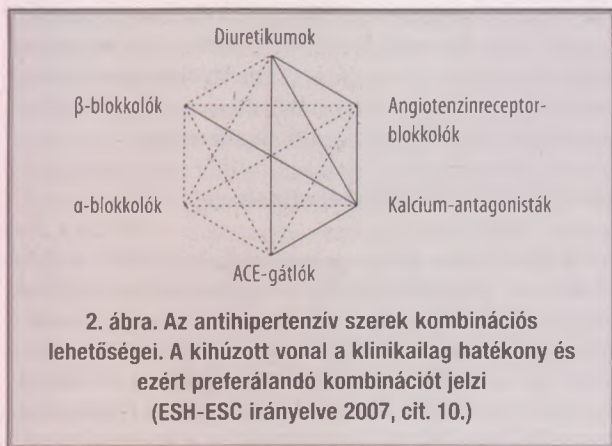 Diuretikumok
β-blokkolók
Angiotenzinreceptor-
blokkolók
α-blokkolók
Kalcium-antagonisták
ACE-gátlók
2. ábra. Az antihipertenzív szerek kombinációs
lehetőségei. A kihúzott vonal a klinikailag hatékony és
ezért preferálandó kombinációt jelzi
(ESH-ESC irányelve 2007, cit. 10.)